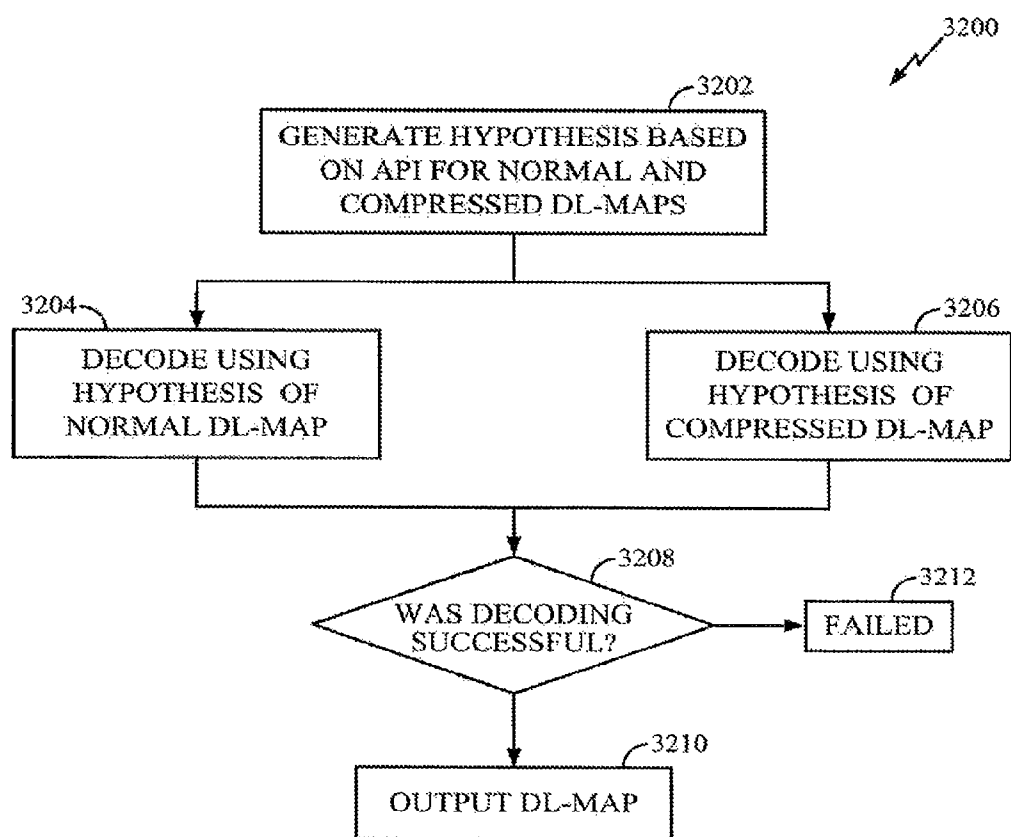 3200
3202
GENERATE HYPOTHESIS BASED
ON API FOR NORMAL AND
COMPRESSED DL-MAPS
3204
DECODE USING
HYPOTHESIS OF
NORMAL DL-MAP
3206
DECODE USING
HYPOTHESIS OF
COMPRESSED DL-MAP
3208
WAS DECODING
SUCCESSFUL?
3212
FAILED
3210
OUTPUT DL-MAP